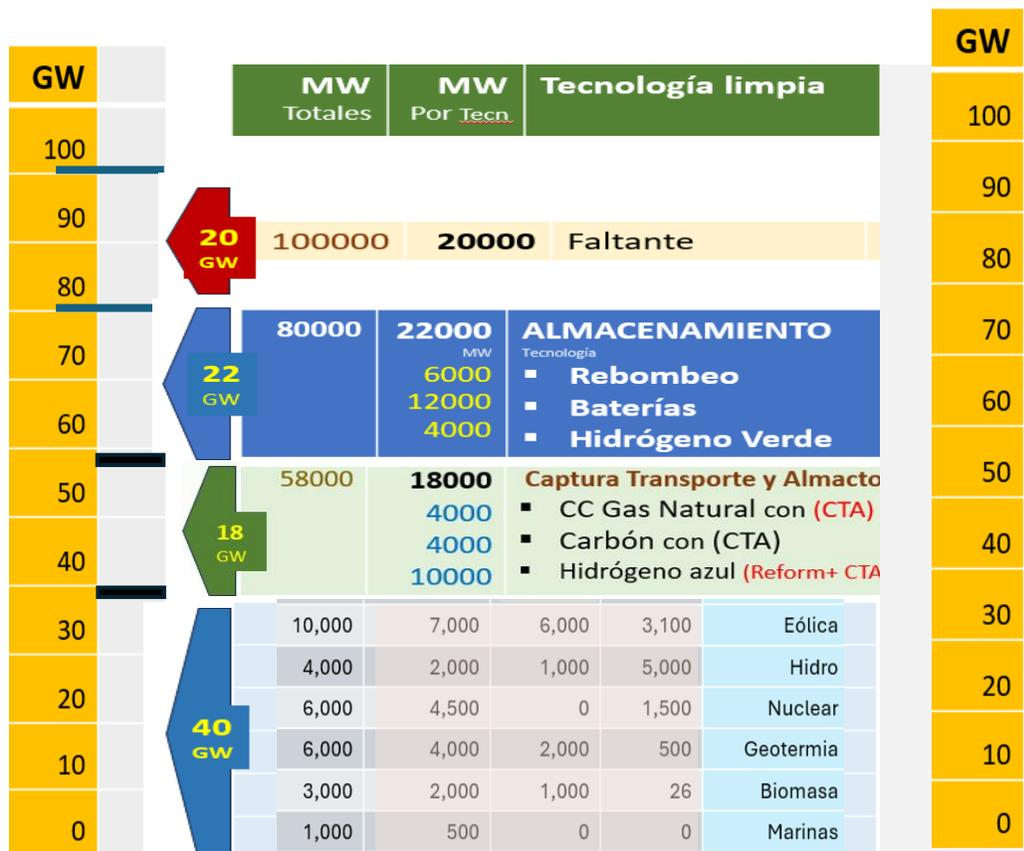 GW
100
90
80
70
60
50
40
30
20
10
0
MW MW Tecnología limpia
Totales Por Tecn
20 GW
100000 20000 Faltante
22 GW
80000 22000 ALMACENAMIENTO
MW Tecnología
6000 ▪ Rebombeo
12000 ▪ Baterías
4000 ▪ Hidrógeno Verde
18 GW
58000 18000 Captura Transporte y Almacto
4000 ▪ CC Gas Natural con (CTA)
4000 ▪ Carbón con (CTA)
10000 ▪ Hidrógeno azul (Reform+ CTA
40 GW
10,000 7,000 6,000 3,100 Eólica
4,000 2,000 1,000 5,000 Hidro
6,000 4,500 0 1,500 Nuclear
6,000 4,000 2,000 500 Geotermia
3,000 2,000 1,000 26 Biomasa
1,000 500 0 0 Marinas
GW
100
90
80
70
60
50
40
30
20
10
0